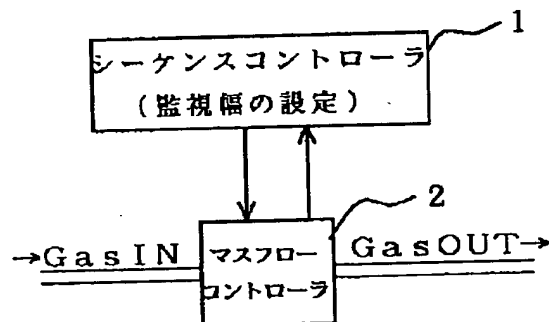 1
シーケンスコントローラ
(監視幅の設定)
2
→GasIN
マスフロー
コントローラ
GasOUT→